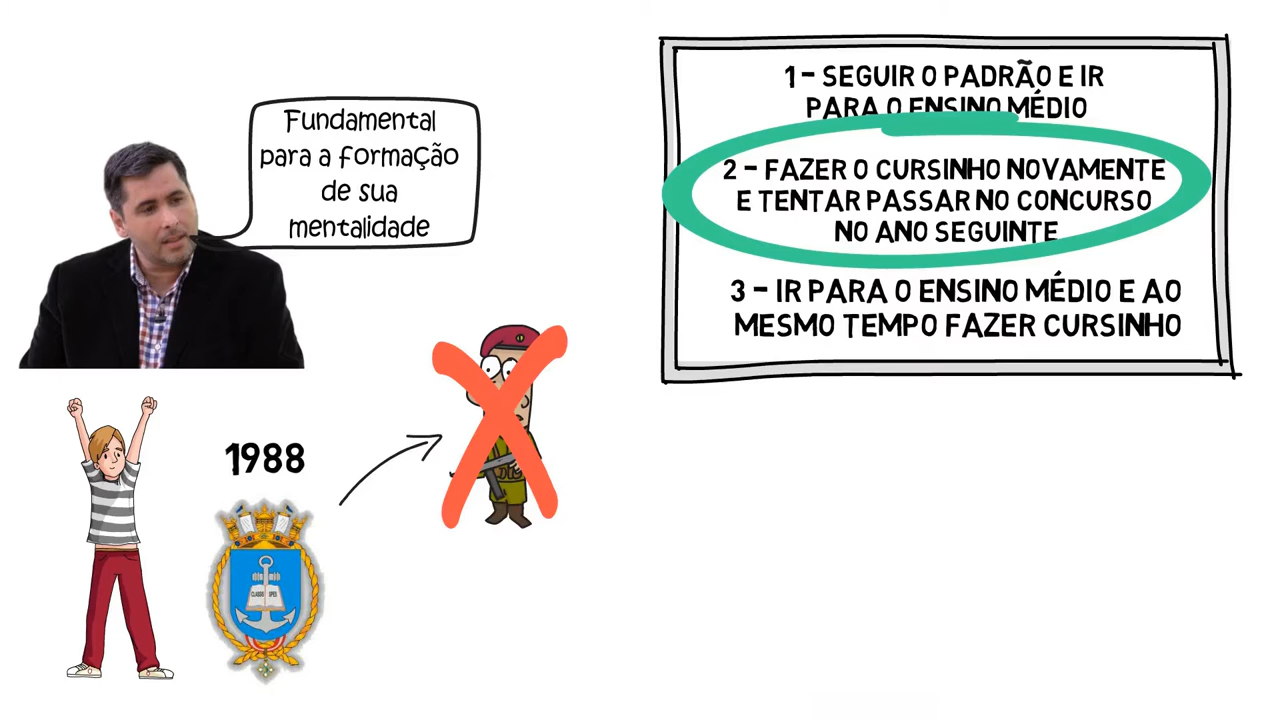 Fundamental
para a formação
de sua
mentalidade
1 - SEGUIR O PADRÃO E IR
PARA O ENSINO MÉDIO
2 - FAZER O CURSINHO NOVAMENTE
E TENTAR PASSAR NO CONCURSO
NO ANO SEGUINTE
3 - IR PARA O ENSINO MÉDIO E AO
MESMO TEMPO FAZER CURSINHO
1988